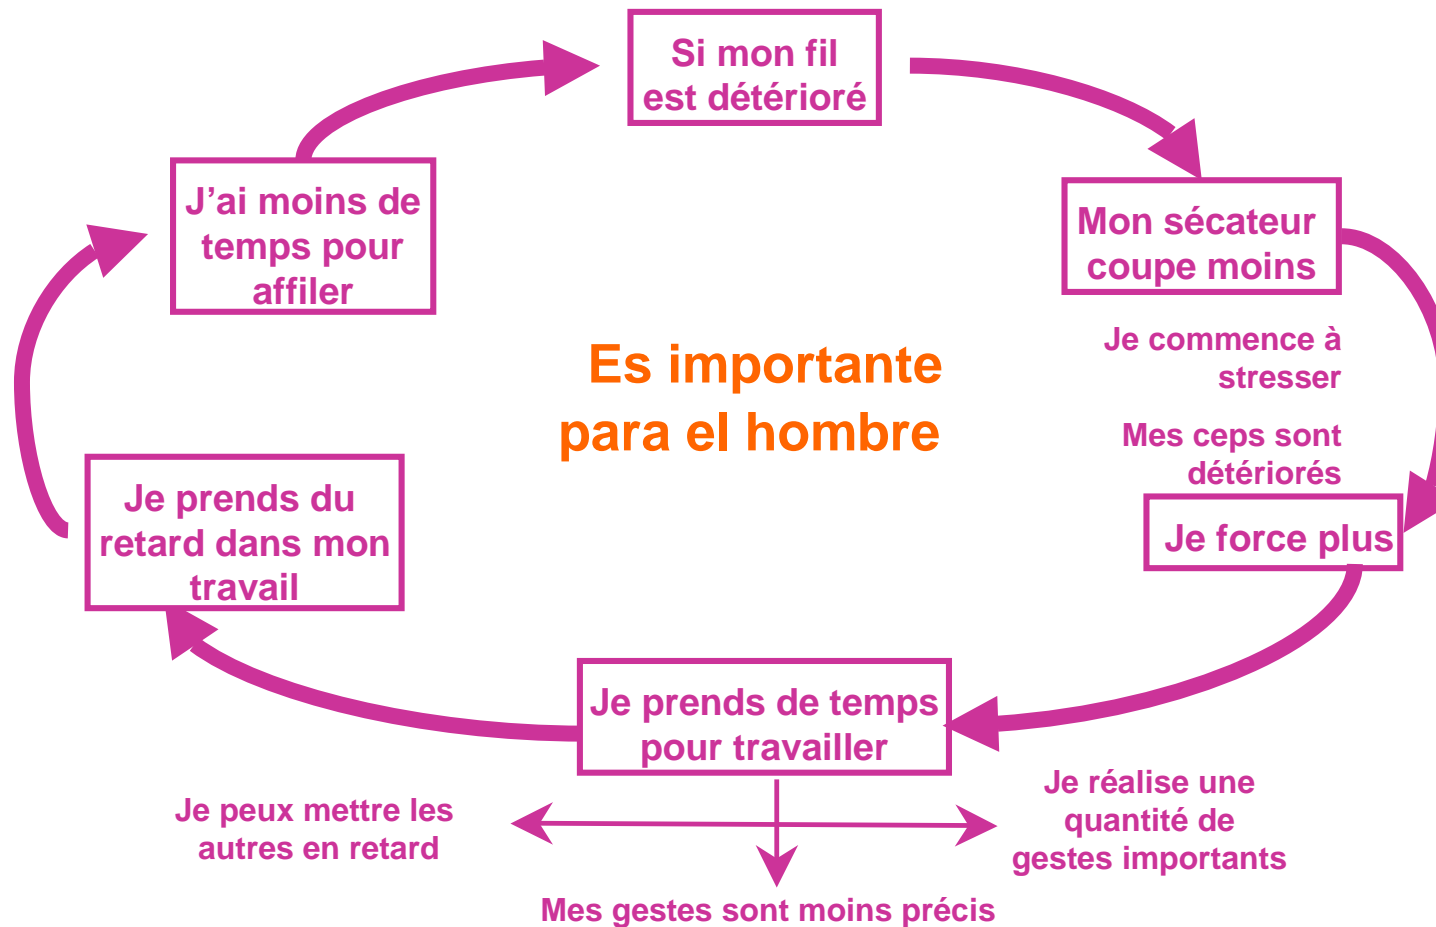 Si mon fil
est détérioré
J’ai moins de
temps pour
affiler
Mon sécateur
coupe moins
Je commence à
stresser
Es importante
para el hombre
Mes ceps sont
détériorés
Je prends du
retard dans mon
travail
Je force plus
Je prends de temps
pour travailler
Je peux mettre les
autres en retard
Je réalise une
quantité de
gestes importants
Mes gestes sont moins précis